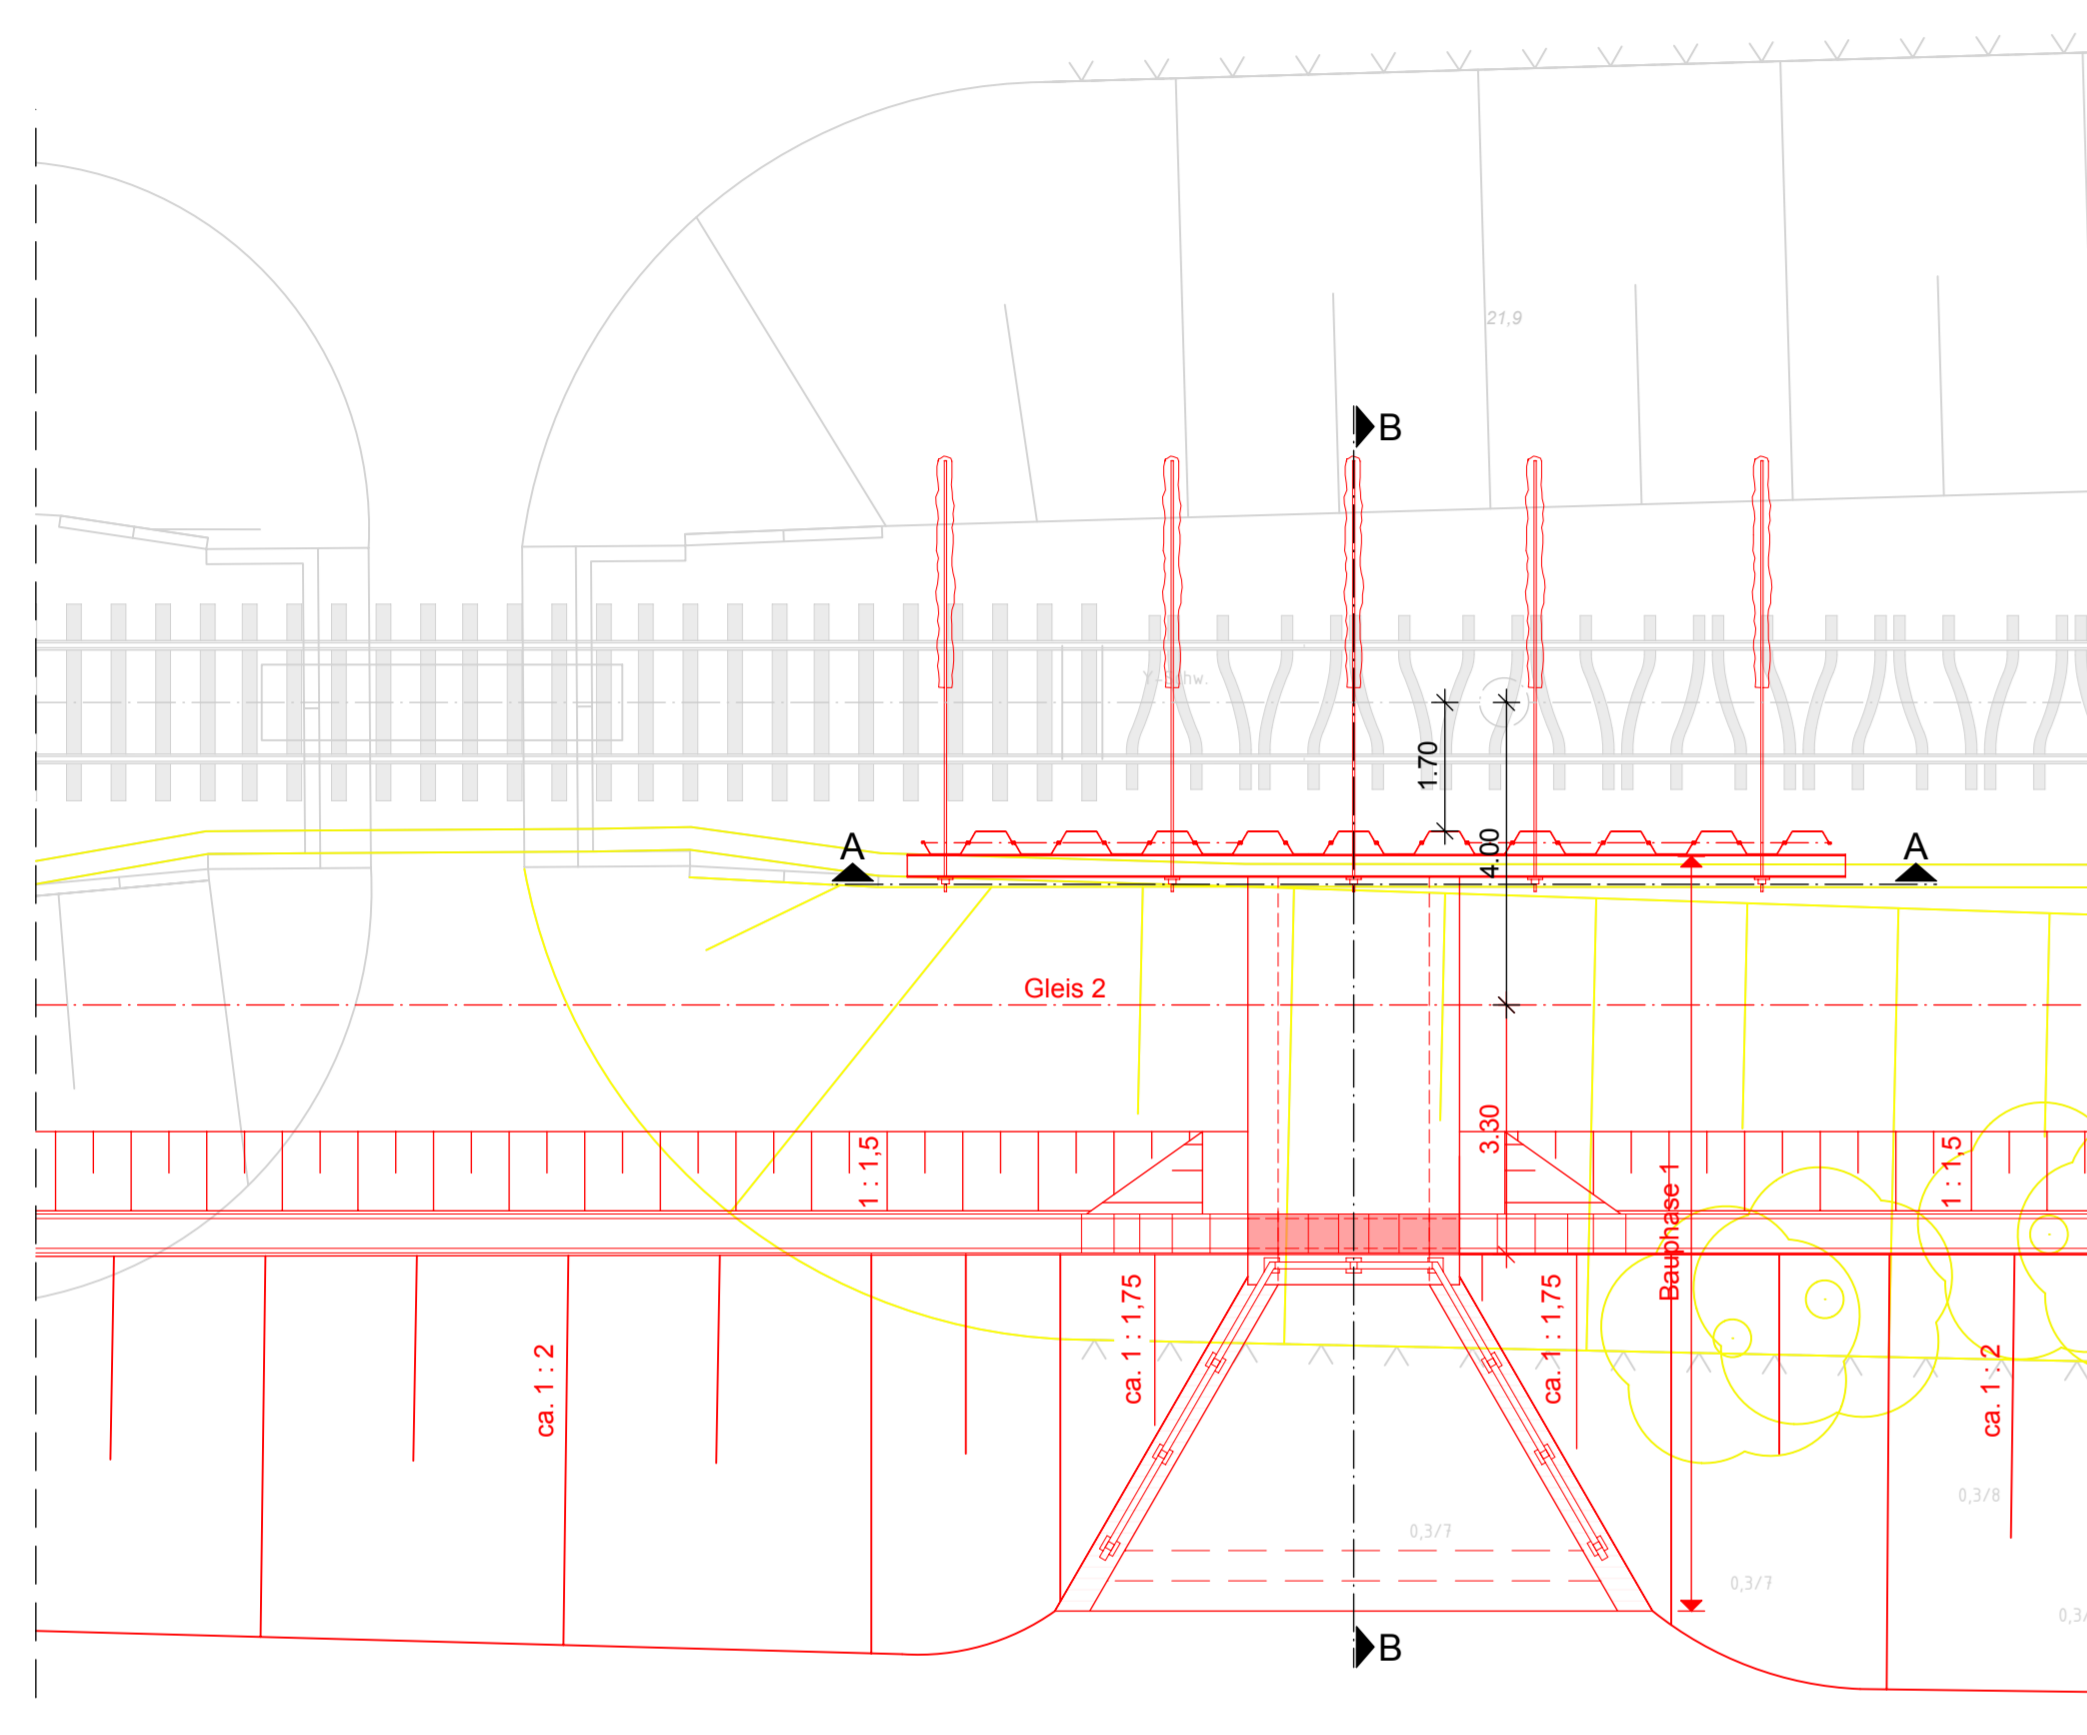 21,9
B
Y-Schw.
1.70
4.00
A
A
Gleis 2
3.30
1 : 1,5
1 : 1,5
Bauphase 1
ca. 1 : 1,75
ca. 1 : 1,75
ca. 1 : 2
ca. 1 : 2
0,3/8
0,3/7
0,3/7
B